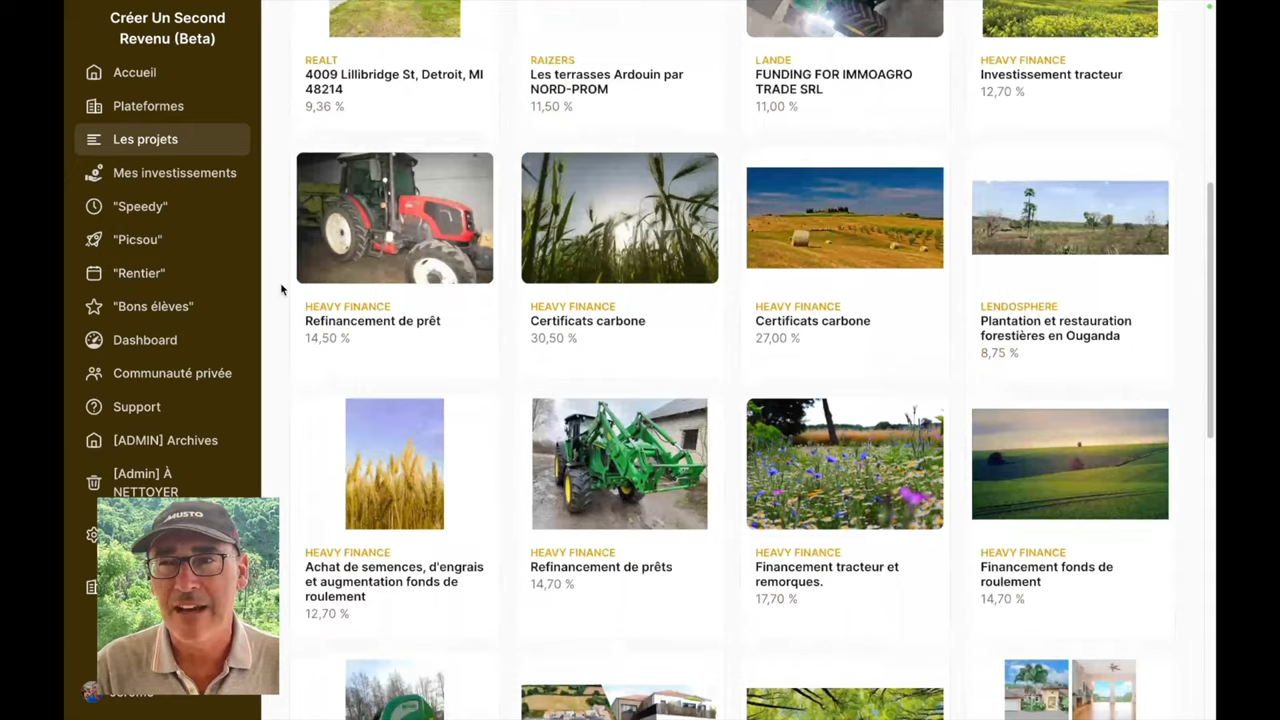 Créer Un Second
Revenu (Beta)
Accueil
Plateformes
Les projets
Mes investissements
"Speedy"
"Picsou"
"Rentier"
"Bons élèves"
Dashboard
Communauté privée
Support
[ADMIN] Archives
[Admin] À
NETTOYER
MUSTO
REALT
4009 Lillibridge St, Detroit, MI
48214
9,36 %
RAIZERS
Les terrasses Ardouin par
NORD-PROM
11,50 %
LANDE
FUNDING FOR IMMOAGRO
TRADE SRL
11,00 %
HEAVY FINANCE
Investissement tracteur
12,70 %
HEAVY FINANCE
Refinancement de prêt
14,50 %
HEAVY FINANCE
Certificats carbone
30,50 %
HEAVY FINANCE
Certificats carbone
27,00 %
LENDOSPHERE
Plantation et restauration
forestières en Ouganda
8,75 %
HEAVY FINANCE
Achat de semences, d'engrais
et augmentation fonds de
roulement
12,70 %
HEAVY FINANCE
Refinancement de prêts
14,70 %
HEAVY FINANCE
Financement tracteur et
remorques.
17,70 %
HEAVY FINANCE
Financement fonds de
roulement
14,70 %